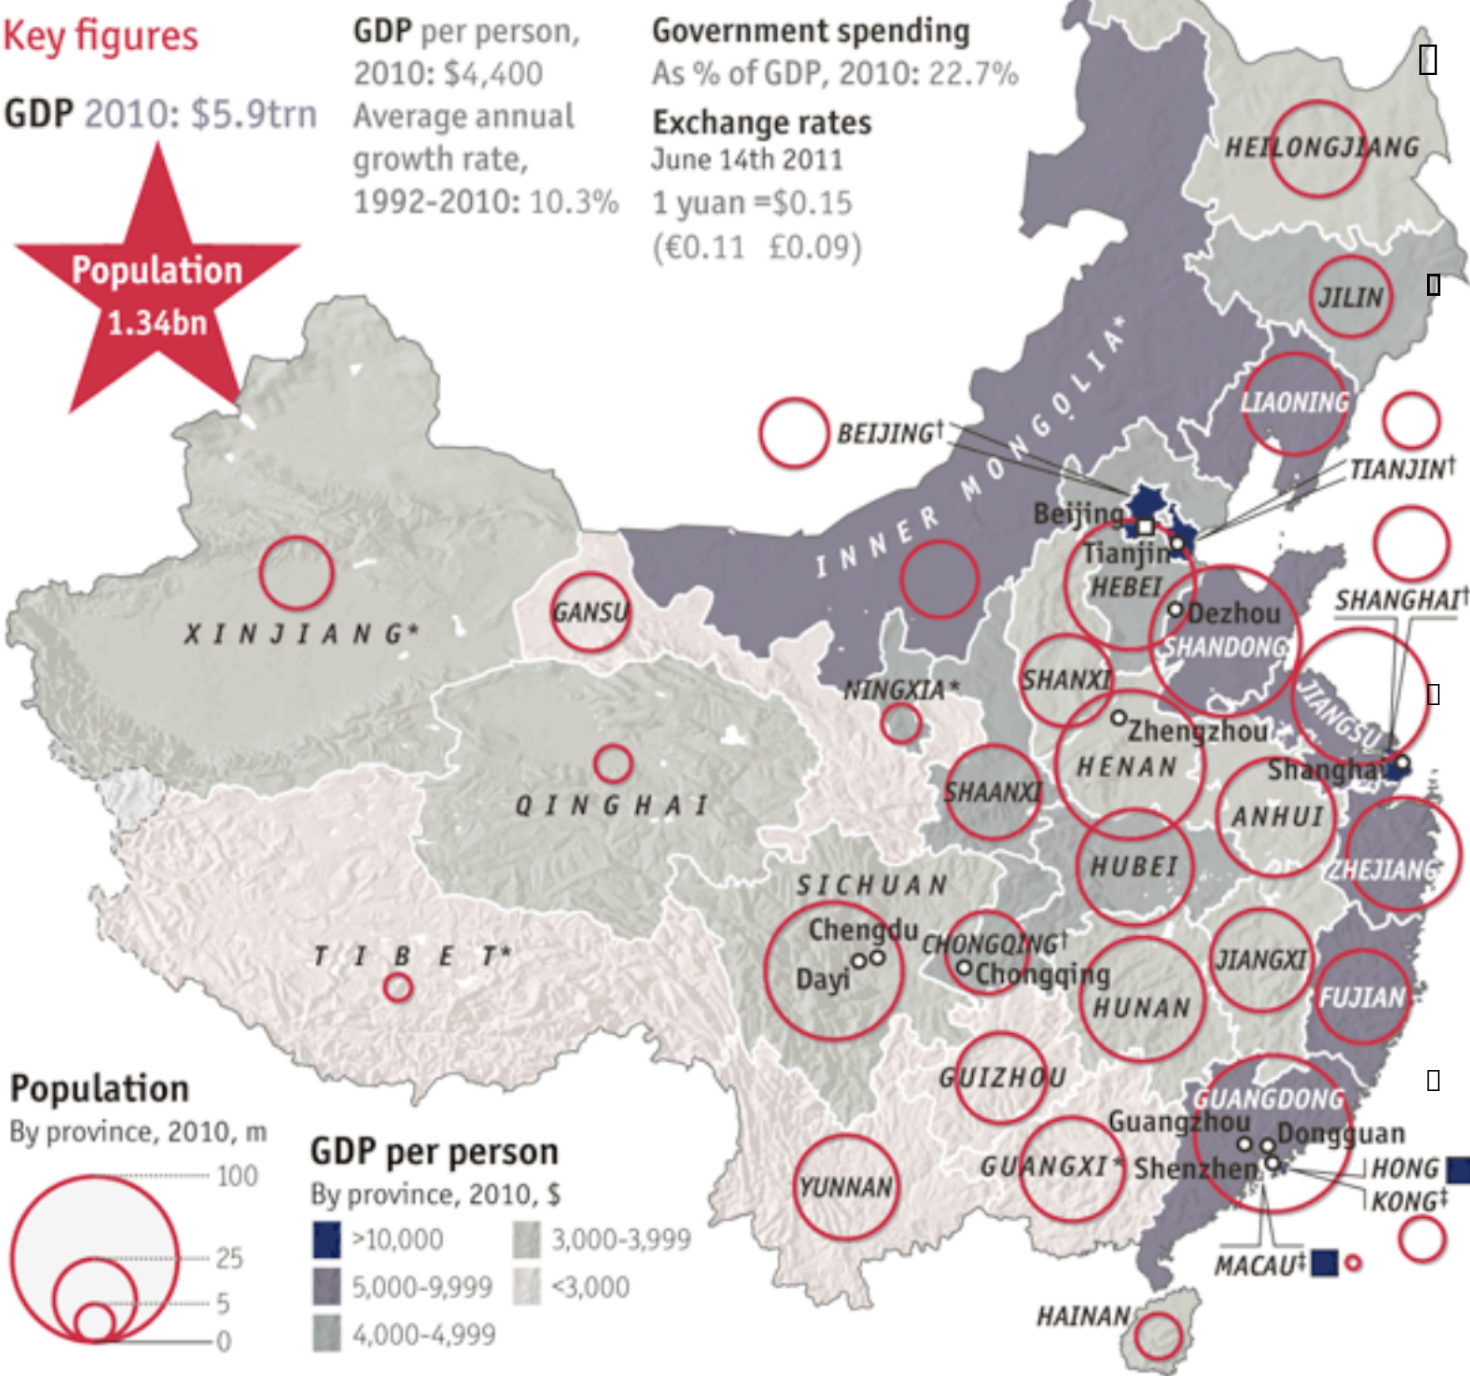 Key figures
GDP 2010: $5.9trn
Population
1.34bn
GDP per person,
2010: $4,400
Average annual
growth rate,
1992-2010: 10.3%
Government spending
As % of GDP, 2010: 22.7%
Exchange rates
June 14th 2011
1 yuan =$0.15
(€0.11 £0.09)
HEILONGJIANG
JILIN
LIAONING
INNER MONGOLIA*
BEIJING†
TIANJIN†
Beijing
Tianjin
HEBEI
Dezhou
SHANDONG
SHANGHAI†
XINJIANG*
GANSU
NINGXIA*
SHANXI
JIANGSU
Zhengzhou
HENAN
Shanghai
QINGHAI
SHAANXI
ANHUI
HUBEI
ZHEJIANG
SICHUAN
Chengdu
Dayi
CHONGQING†
Chongqing
TIBET*
JIANGXI
HUNAN
FUJIAN
GUIZHOU
GUANGDONG
Guangzhou
Dongguan
Shenzhen
GUANGXI*
YUNNAN
HONG
KONG‡
MACAU‡
HAINAN
Population
By province, 2010, m
100
25
5
0
GDP per person
By province, 2010, $
>10,000
5,000-9,999
4,000-4,999
3,000-3,999
<3,000